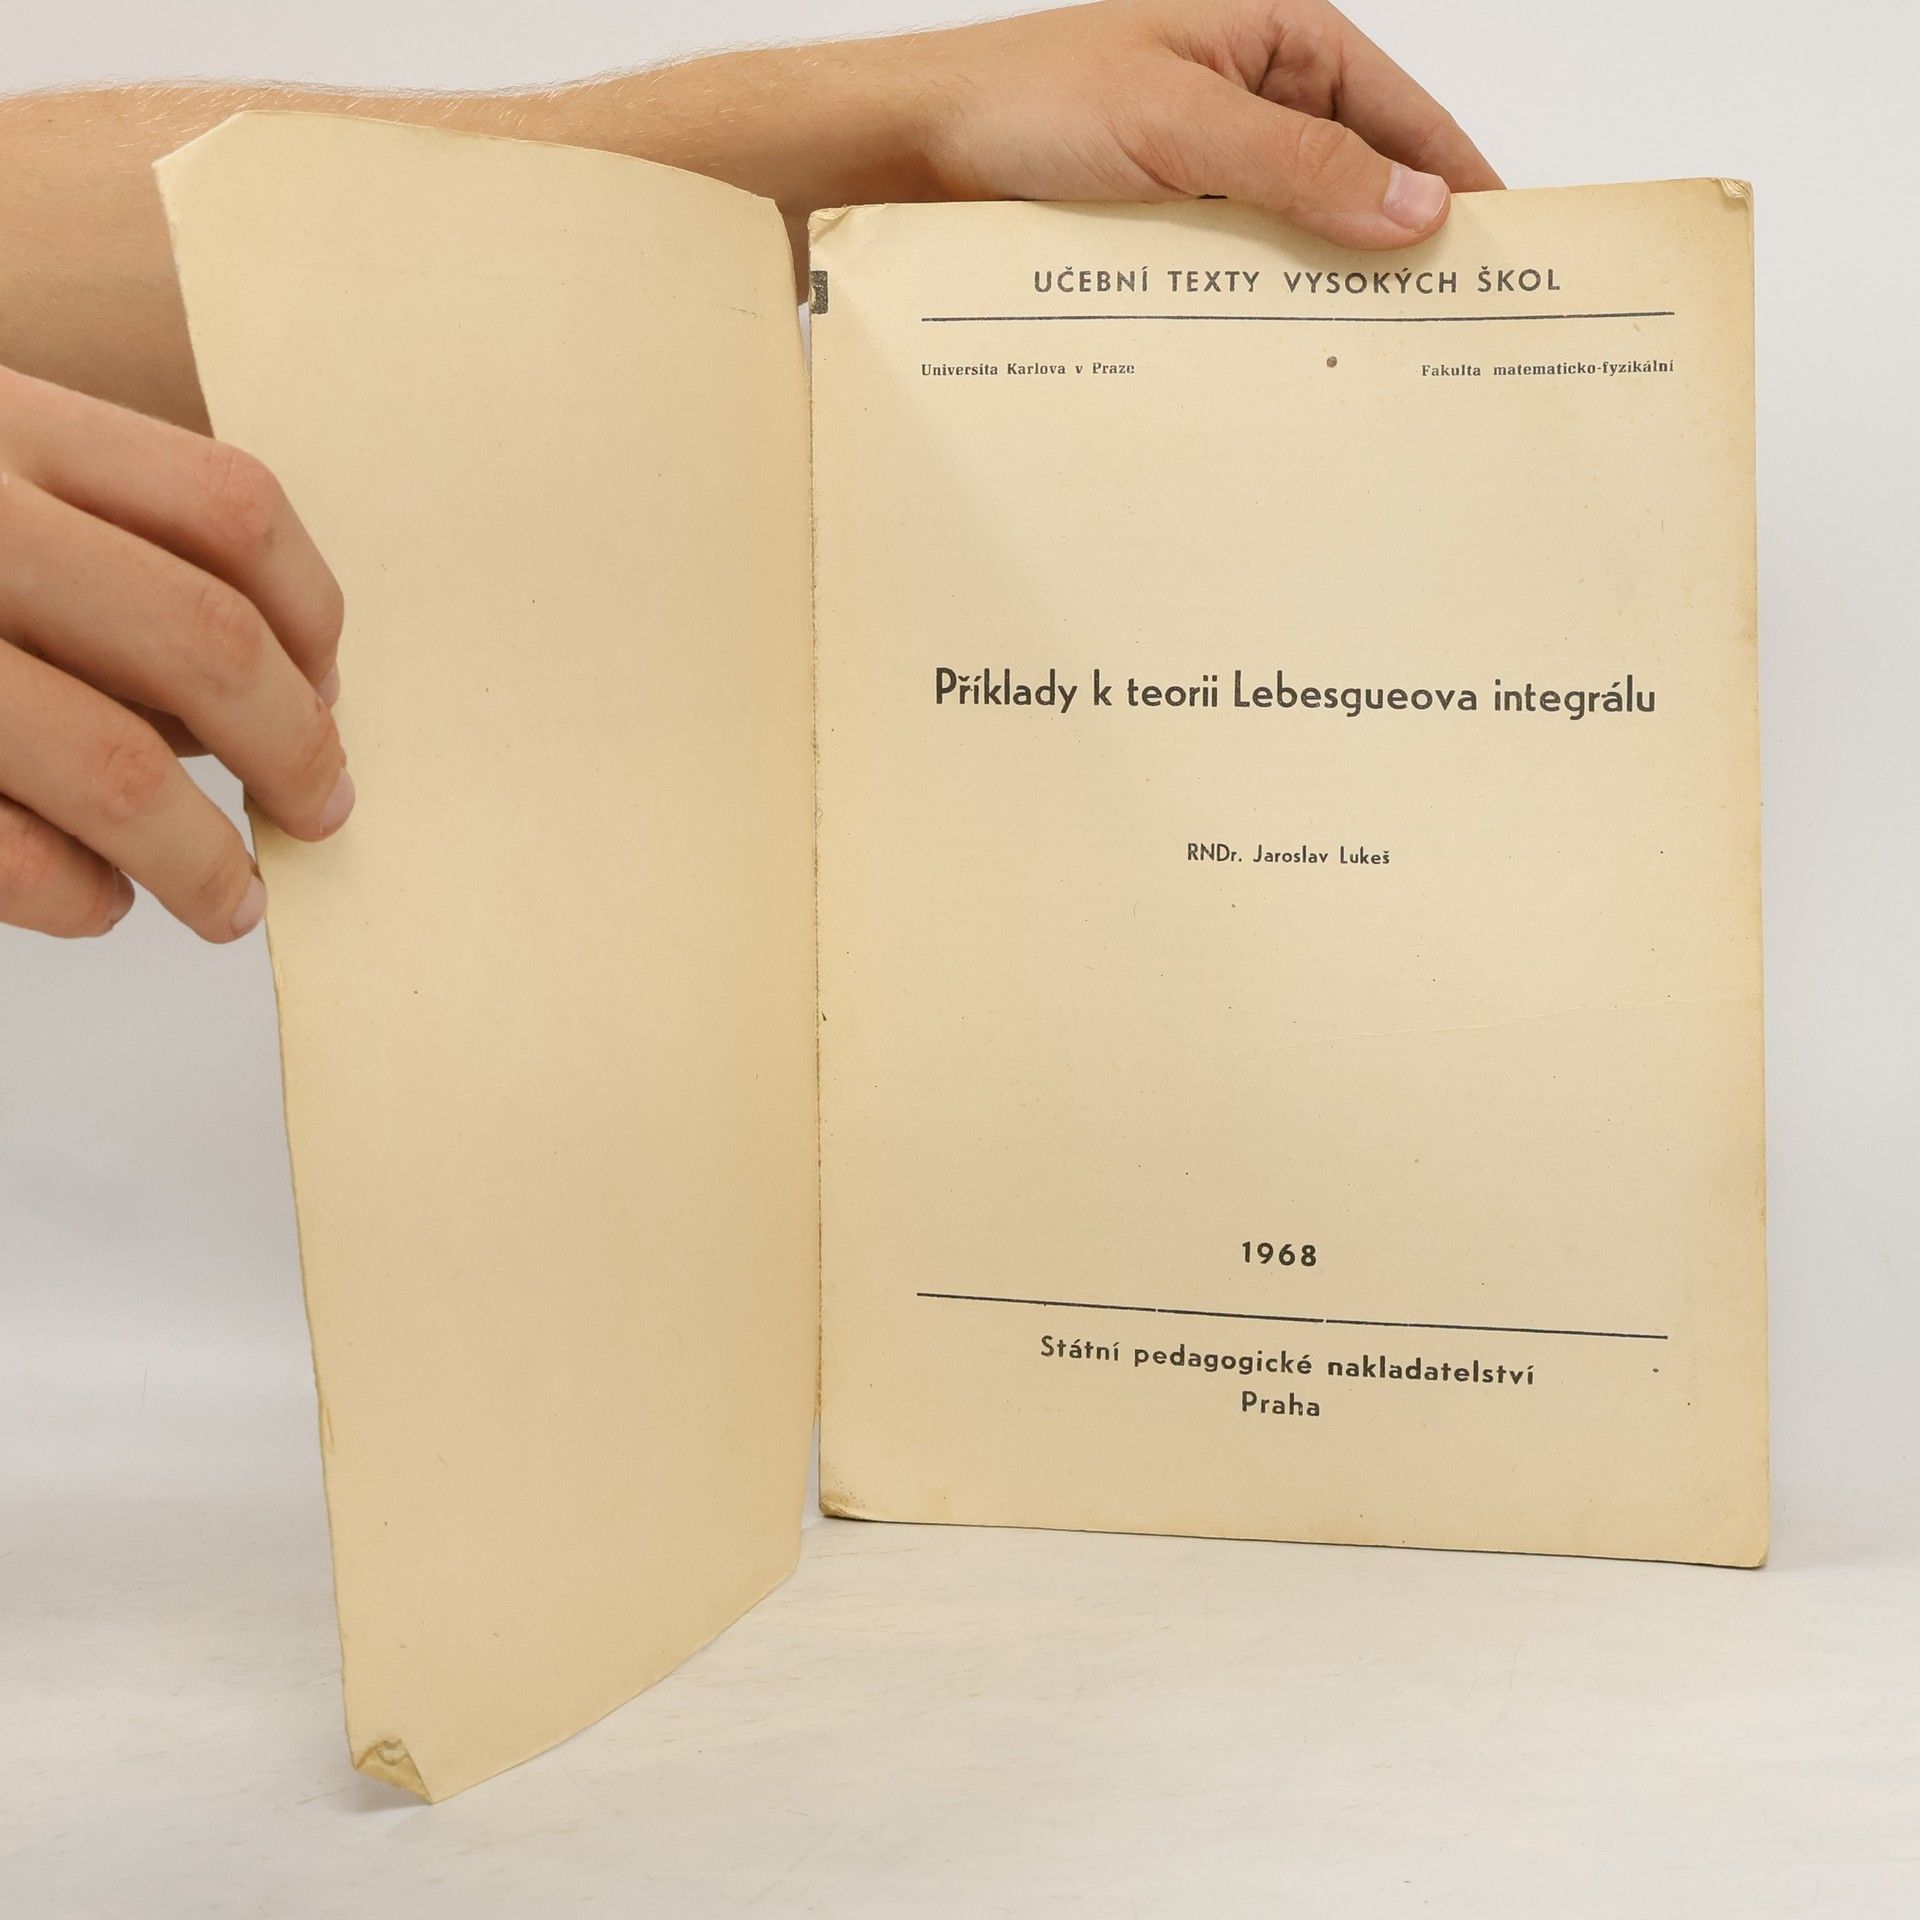 UČEBNÍ TEXTY VYSOKÝCH ŠKOL
Universita Karlova v Praze Fakulta matematicko-fyzikální
Příklady k teorii Lebesgueova integrálu
RNDr. Jaroslav Lukeš
1968
Státní pedagogické nakladatelství
Praha